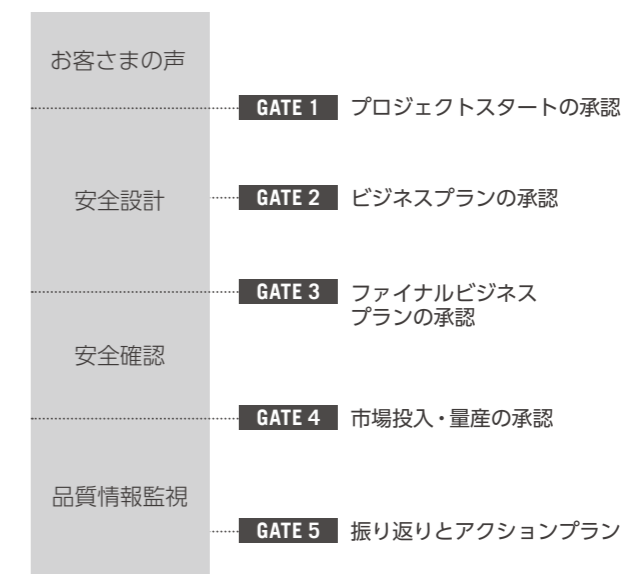 お客さまの声
GATE 1 プロジェクトスタートの承認
安全設計
GATE 2 ビジネスプランの承認
GATE 3 ファイナルビジネス
プランの承認
安全確認
GATE 4 市場投入・量産の承認
品質情報監視
GATE 5 振り返りとアクションプラン